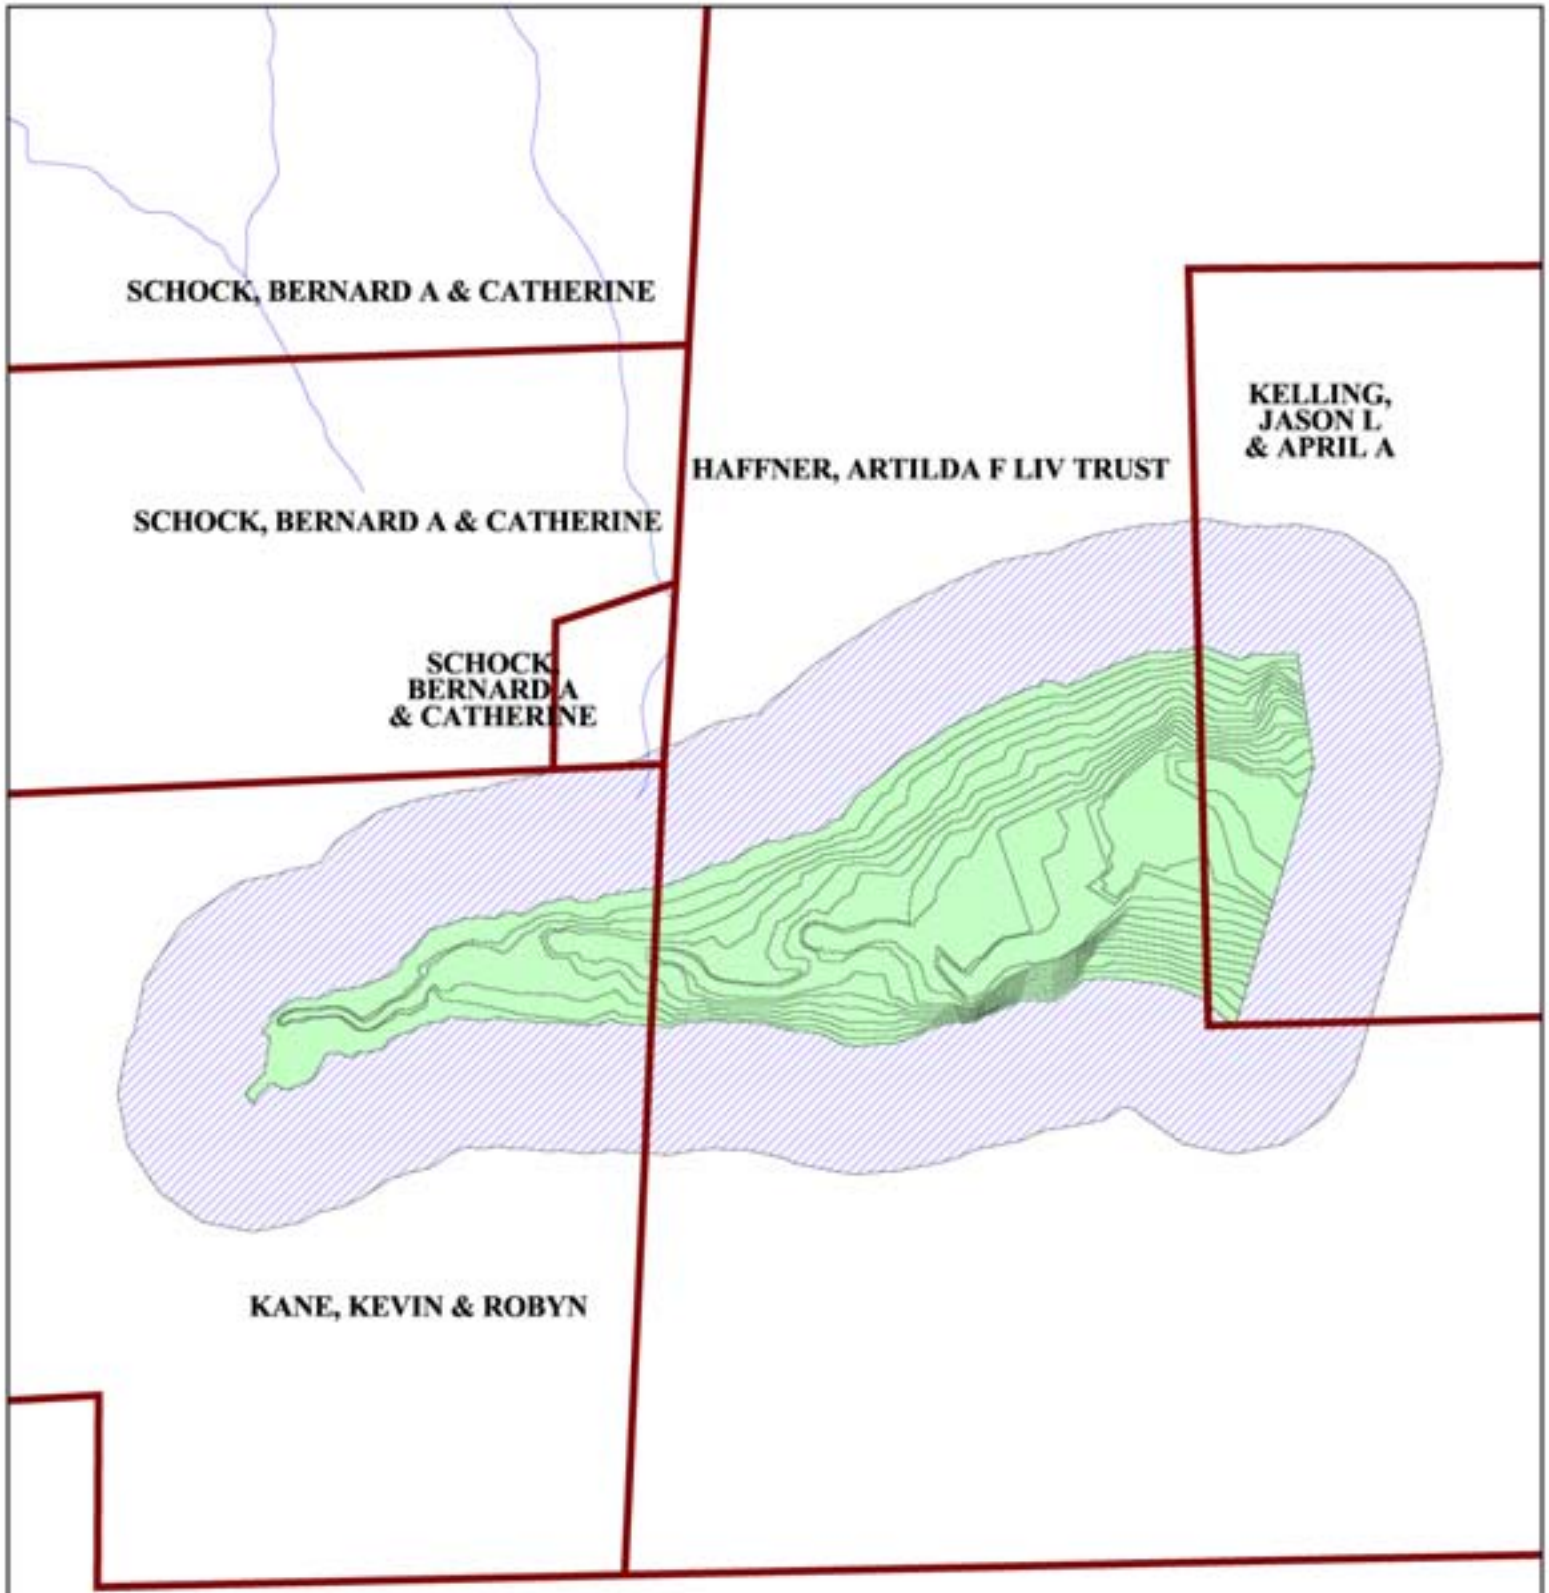 SCHOCK, BERNARD A & CATHERINE
KELLING,
JASON L
& APRIL A
HAFFNER, ARTILDA F LIV TRUST
SCHOCK, BERNARD A & CATHERINE
SCHOCK,
BERNARD A
& CATHERINE
KANE, KEVIN & ROBYN